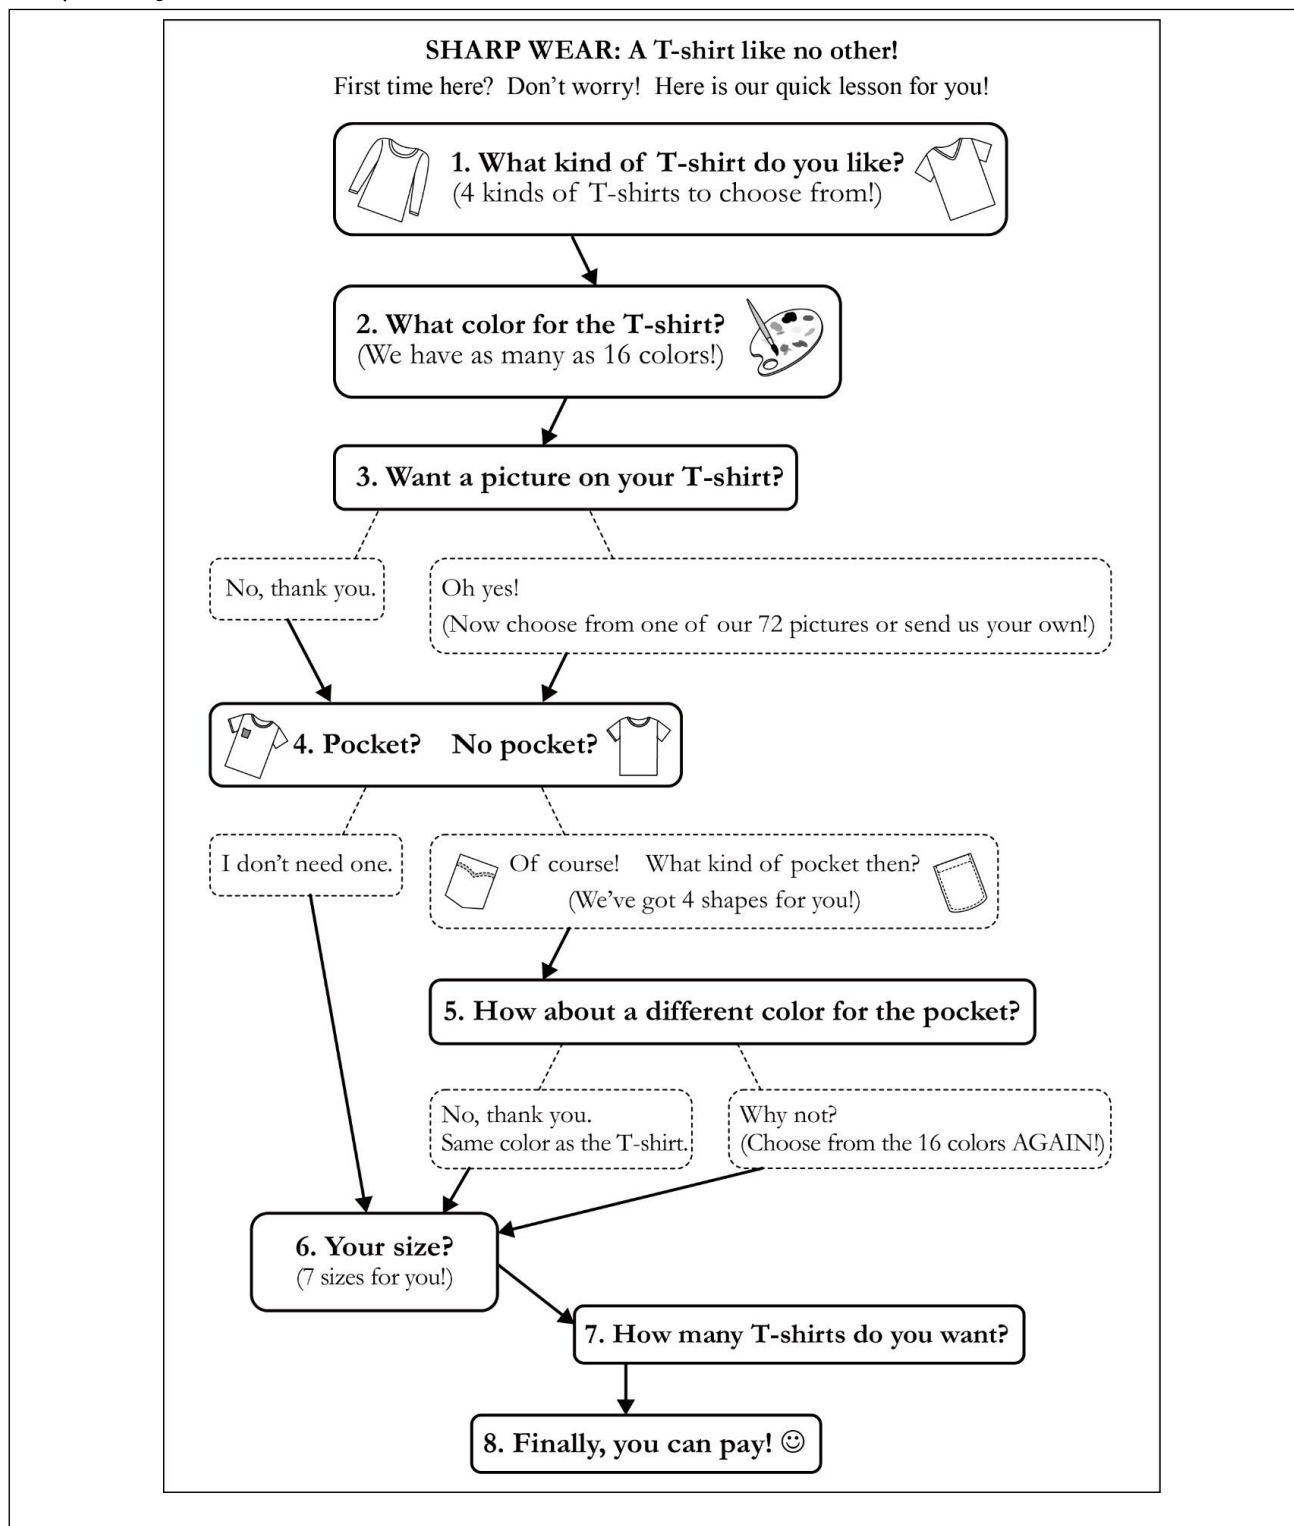 SHARP WEAR: A T-shirt like no other!
First time here? Don't worry! Here is our quick lesson for you!
1. What kind of T-shirt do you like?
(4 kinds of T-shirts to choose from!)
2. What color for the T-shirt?
(We have as many as 16 colors!)
3. Want a picture on your T-shirt?
No, thank you.
Oh yes!
(Now choose from one of our 72 pictures or send us your own!)
4. Pocket? No pocket?
I don't need one.
Of course! What kind of pocket then?
(We've got 4 shapes for you!)
5. How about a different color for the pocket?
No, thank you.
Same color as the T-shirt.
Why not?
(Choose from the 16 colors AGAIN!)
6. Your size?
(7 sizes for you!)
7. How many T-shirts do you want?
8. Finally, you can pay! ☺